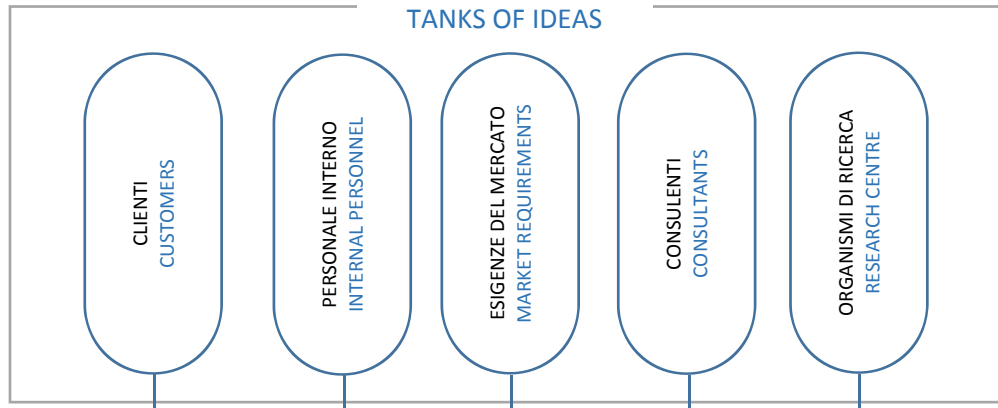 TANKS OF IDEAS
CLIENTI
CUSTOMERS
PERSONALE INTERNO
INTERNAL PERSONNEL
ESIGENZE DEL MERCATO
MARKET REQUIREMENTS
CONSULENTI
CONSULTANTS
ORGANISMI DI RICERCA
RESEARCH CENTRE